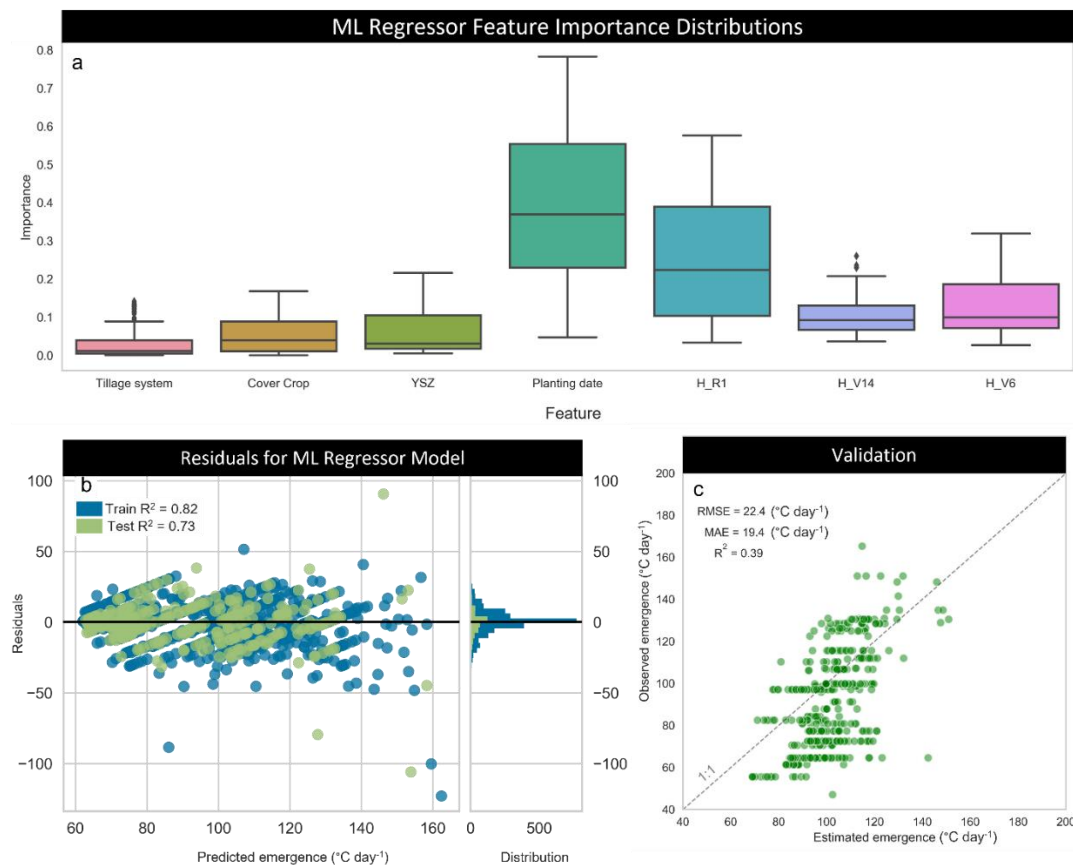 ML Regressor Feature Importance Distributions
a
Importance
0.8
0.7
0.6
0.5
0.4
0.3
0.2
0.1
0.0
Tillage system Cover Crop YSZ Planting date H_R1 H_V14 H_V6
Feature
Residuals for ML Regressor Model
b
Train R² = 0.82
Test R² = 0.73
Residuals
100
50
0
−50
−100
60 80 100 120 140 160
Predicted emergence (°C day⁻¹)
100
50
0
−50
−100
0 500
Distribution
Validation
c
RMSE = 22.4 (°C day⁻¹)
MAE = 19.4 (°C day⁻¹)
R² = 0.39
Observed emergence (°C day⁻¹)
200
180
160
140
120
100
80
60
40
1:1
40 60 80 100 120 140 160 180 200
Estimated emergence (°C day⁻¹)